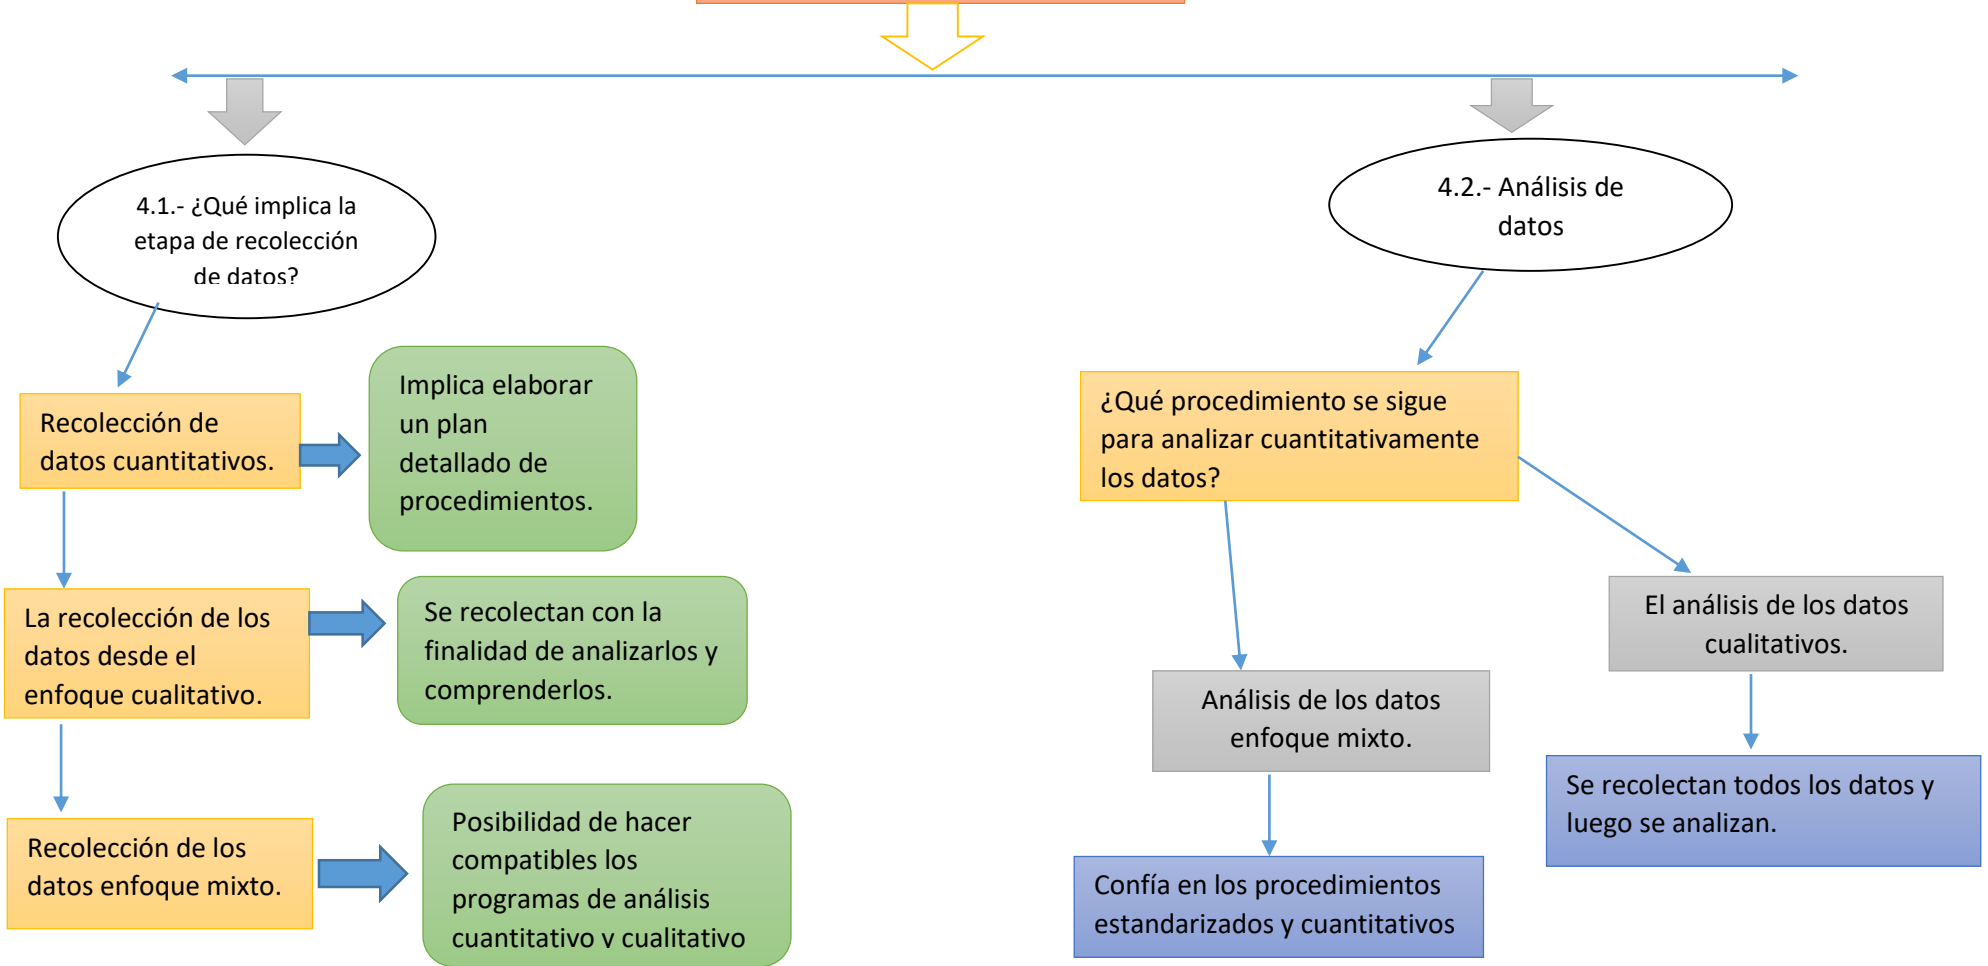 4.1.- ¿Qué implica la
etapa de recolección
de datos?
4.2.- Análisis de
datos
Recolección de
datos cuantitativos.
Implica elaborar
un plan
detallado de
procedimientos.
¿Qué procedimiento se sigue
para analizar cuantitativamente
los datos?
La recolección de los
datos desde el
enfoque cualitativo.
Se recolectan con la
finalidad de analizarlos y
comprenderlos.
El análisis de los datos
cualitativos.
Análisis de los datos
enfoque mixto.
Recolección de los
datos enfoque mixto.
Posibilidad de hacer
compatibles los
programas de análisis
cuantitativo y cualitativo
Se recolectan todos los datos y
luego se analizan.
Confía en los procedimientos
estandarizados y cuantitativos